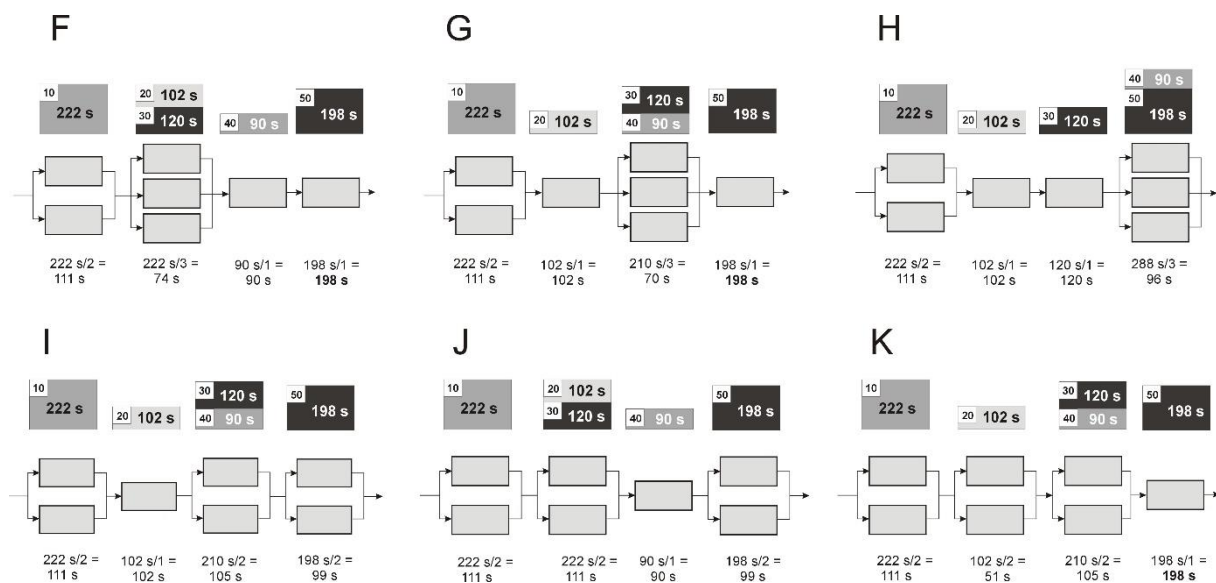 F
10
222 s
20 102 s
30 120 s
40 90 s
50
198 s
222 s/2 =
111 s
222 s/3 =
74 s
90 s/1 =
90 s
198 s/1 =
198 s
G
10
222 s
20 102 s
30 120 s
40 90 s
50
198 s
222 s/2 =
111 s
102 s/1 =
102 s
210 s/3 =
70 s
198 s/1 =
198 s
H
10
222 s
20 102 s
30 120 s
40 90 s
50
198 s
222 s/2 =
111 s
102 s/1 =
102 s
120 s/1 =
120 s
288 s/3 =
96 s
I
10
222 s
20 102 s
30 120 s
40 90 s
50
198 s
222 s/2 =
111 s
102 s/1 =
102 s
210 s/2 =
105 s
198 s/2 =
99 s
J
10
222 s
20 102 s
30 120 s
40 90 s
50
198 s
222 s/2 =
111 s
222 s/2 =
111 s
90 s/1 =
90 s
198 s/2 =
99 s
K
10
222 s
20 102 s
30 120 s
40 90 s
50
198 s
222 s/2 =
111 s
102 s/2 =
51 s
210 s/2 =
105 s
198 s/1 =
198 s